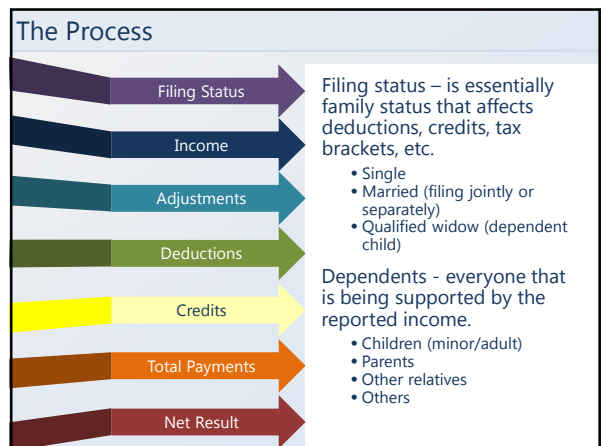 The Process
Filing Status
Income
Adjustments
Deductions
Credits
Total Payments
Net Result
Filing status – is essentially
family status that affects
deductions, credits, tax
brackets, etc.
• Single
• Married (filing jointly or
separately)
• Qualified widow (dependent
child)
Dependents - everyone that
is being supported by the
reported income.
• Children (minor/adult)
• Parents
• Other relatives
• Others